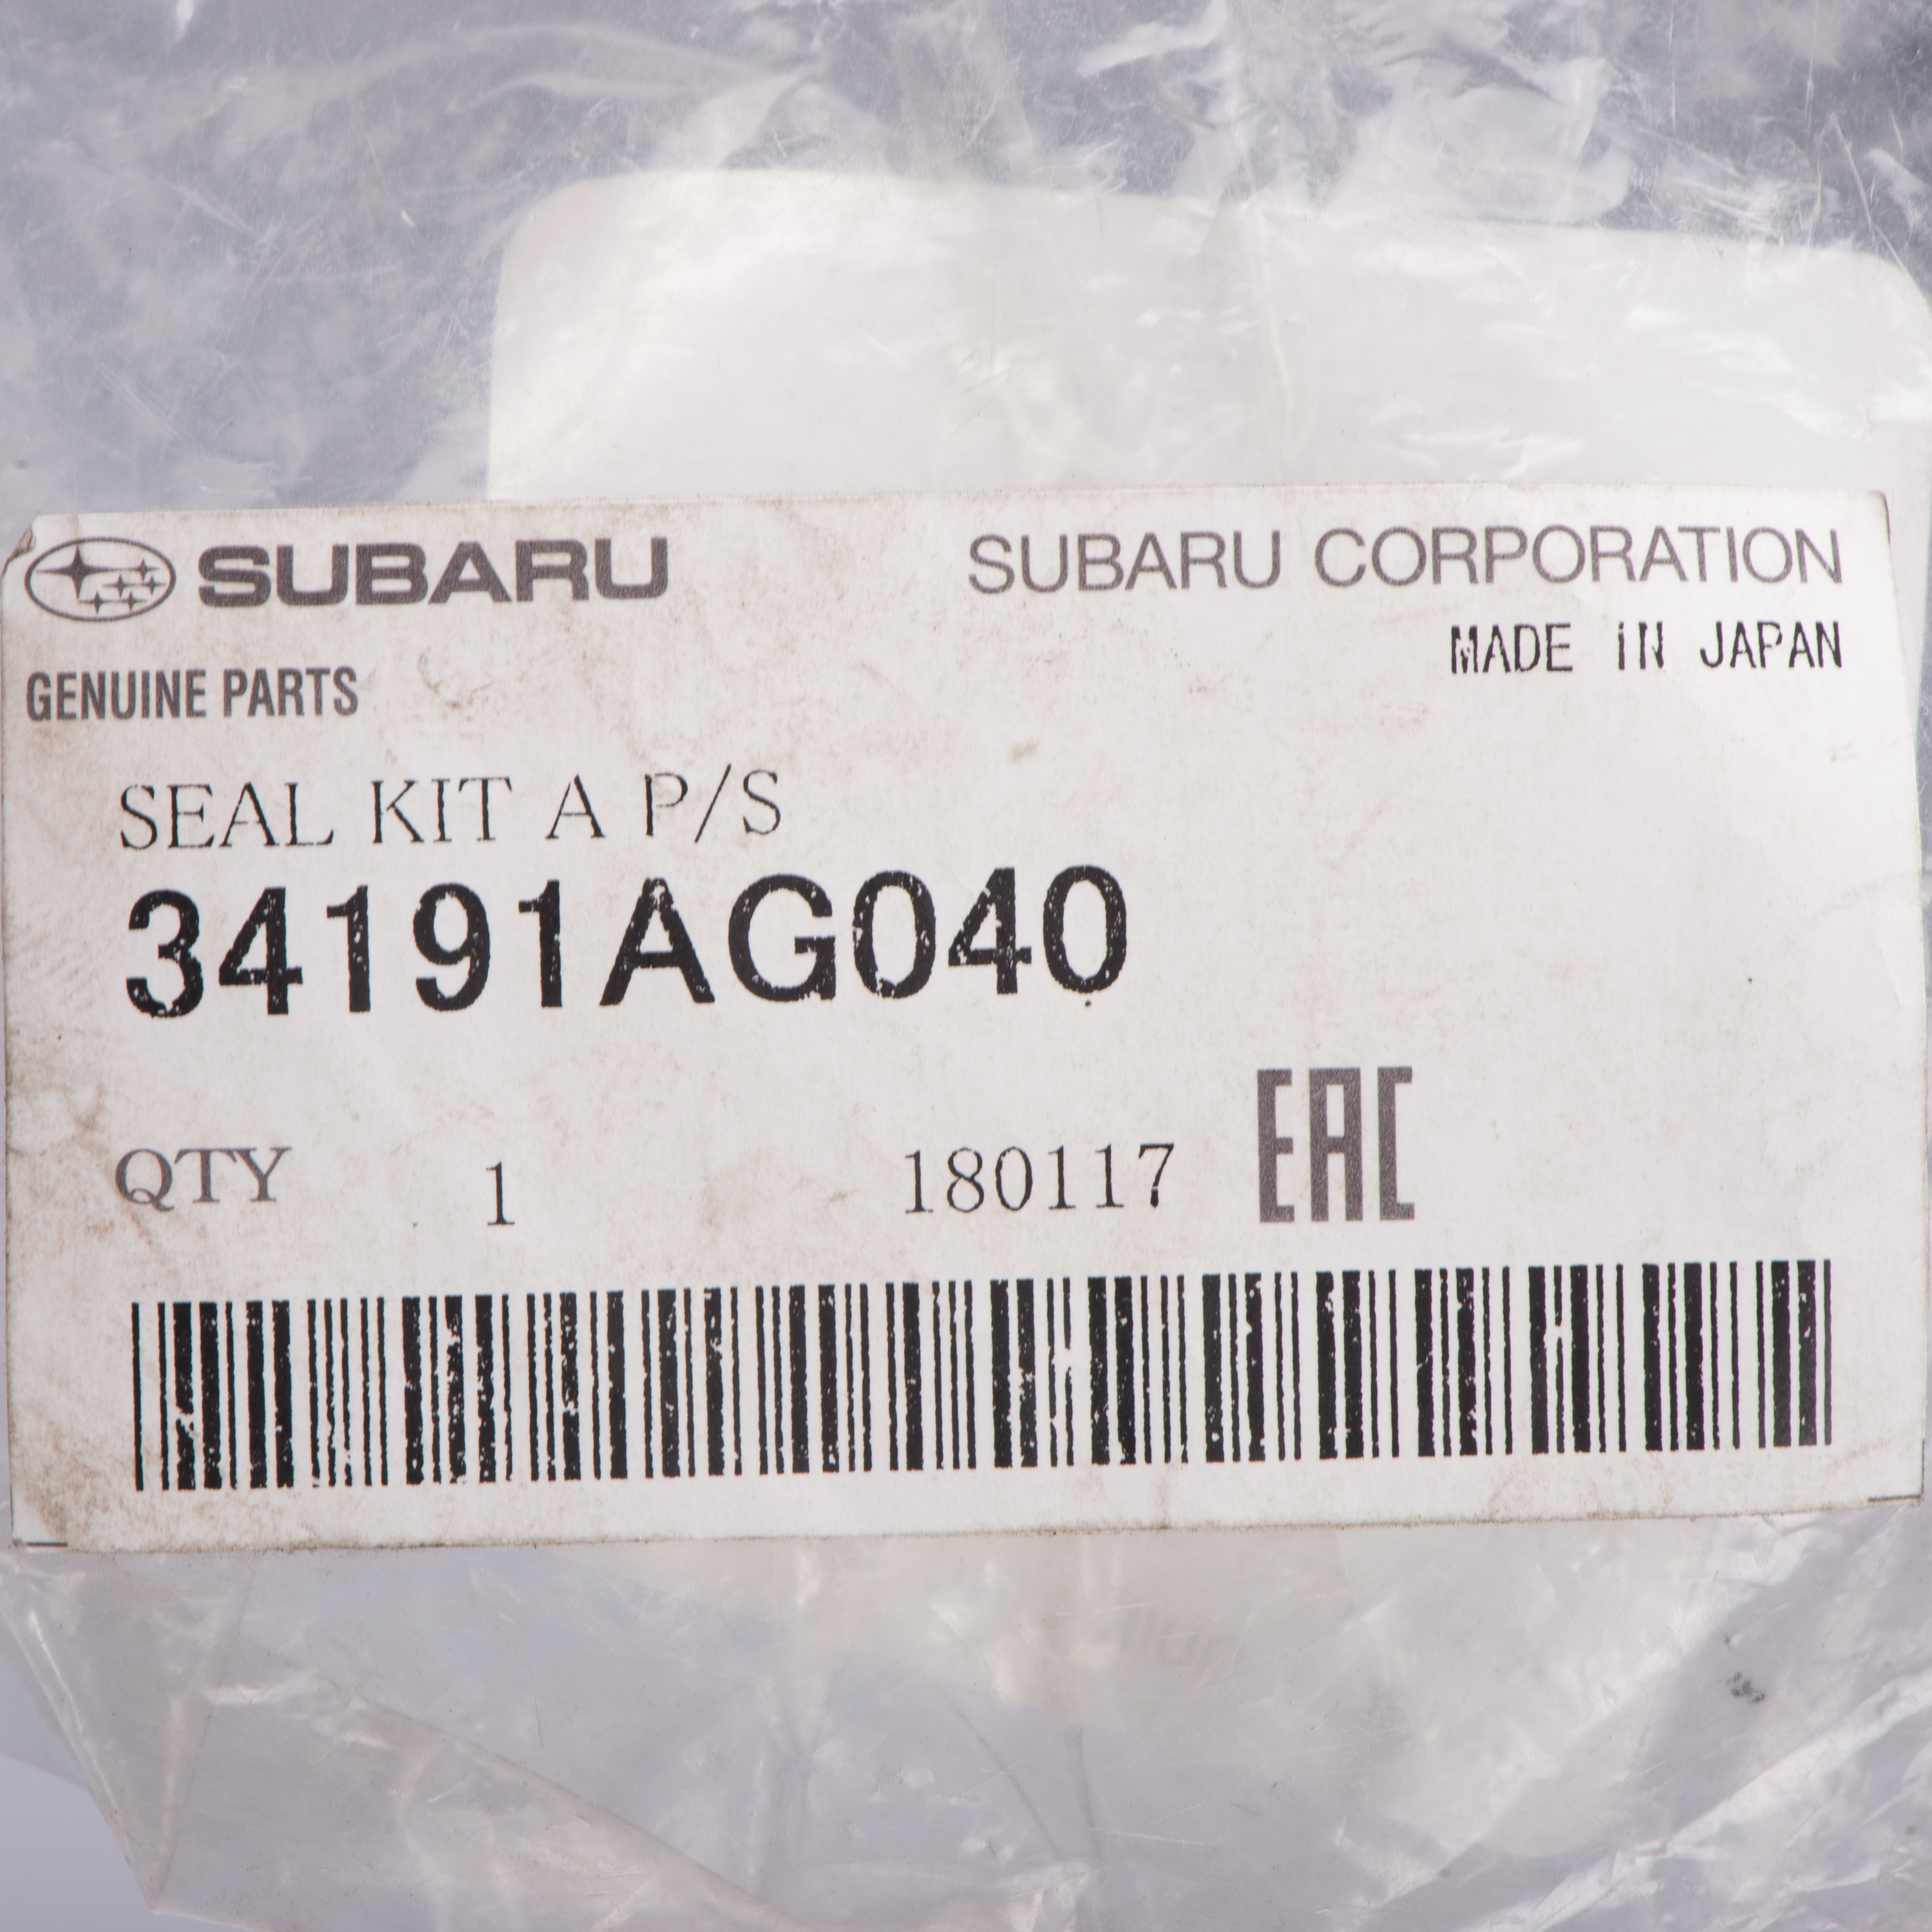 SUBARU
SUBARU CORPORATION
MADE IN JAPAN
GENUINE PARTS
SEAL KIT A P/S
34191AG040
QTY 1 180117 EAC